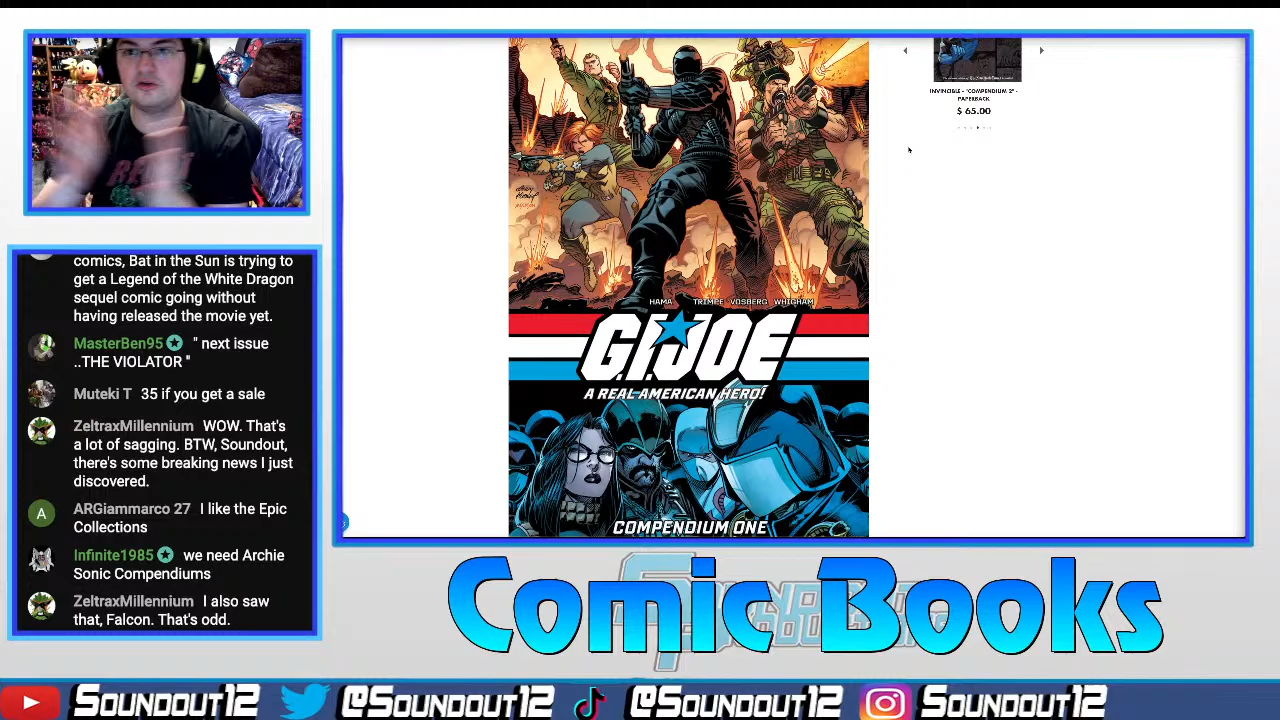 comics, Bat in the Sun is trying to
get a Legend of the White Dragon
sequel comic going without
having released the movie yet.
MasterBen95 " next issue
..THE VIOLATOR "
Muteki T 35 if you get a sale
ZeltraxMillennium WOW. That's
a lot of sagging. BTW, Soundout,
there's some breaking news I just
discovered.
A ARGiammarco 27 I like the Epic
Collections
Infinite1985 we need Archie
Sonic Compendiums
ZeltraxMillennium I also saw
that, Falcon. That's odd.
HAMA TRIMPE VOSBERG WHIGHAM
G.I. JOE
A REAL AMERICAN HERO!
COMPENDIUM ONE
INVINCIBLE - "COMPENDIUM 2" -
PAPERBACK
$ 65.00
Comic Books
SOUNDOUT12 @SOUNDOUT12 @SOUNDOUT12 SOUNDOUT12